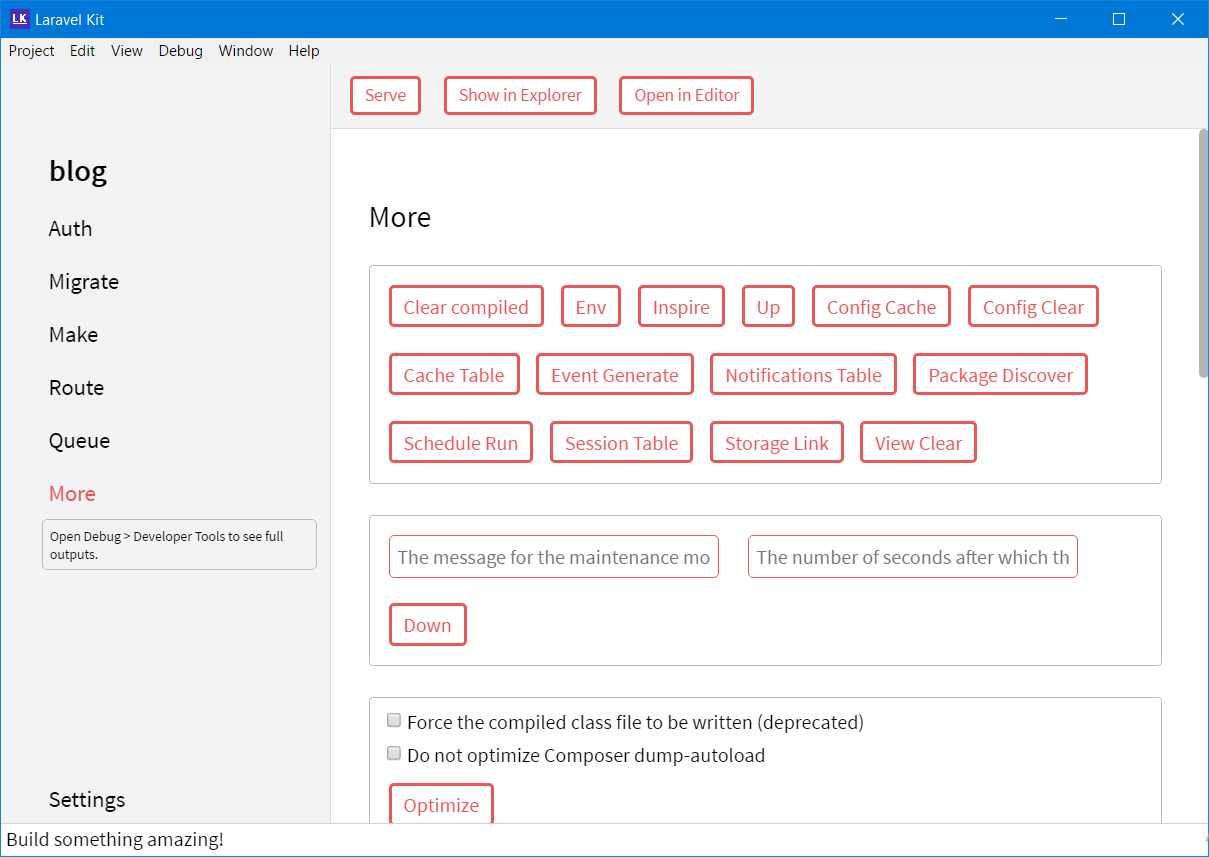 LK Laravel Kit
Project Edit View Debug Window Help
Serve Show in Explorer Open in Editor
blog
Auth
Migrate
Make
Route
Queue
More
Open Debug > Developer Tools to see full
outputs.
Settings
More
Clear compiled Env Inspire Up Config Cache Config Clear
Cache Table Event Generate Notifications Table Package Discover
Schedule Run Session Table Storage Link View Clear
The message for the maintenance mo The number of seconds after which th
Down
Force the compiled class file to be written (deprecated)
Do not optimize Composer dump-autoload
Optimize
Build something amazing!